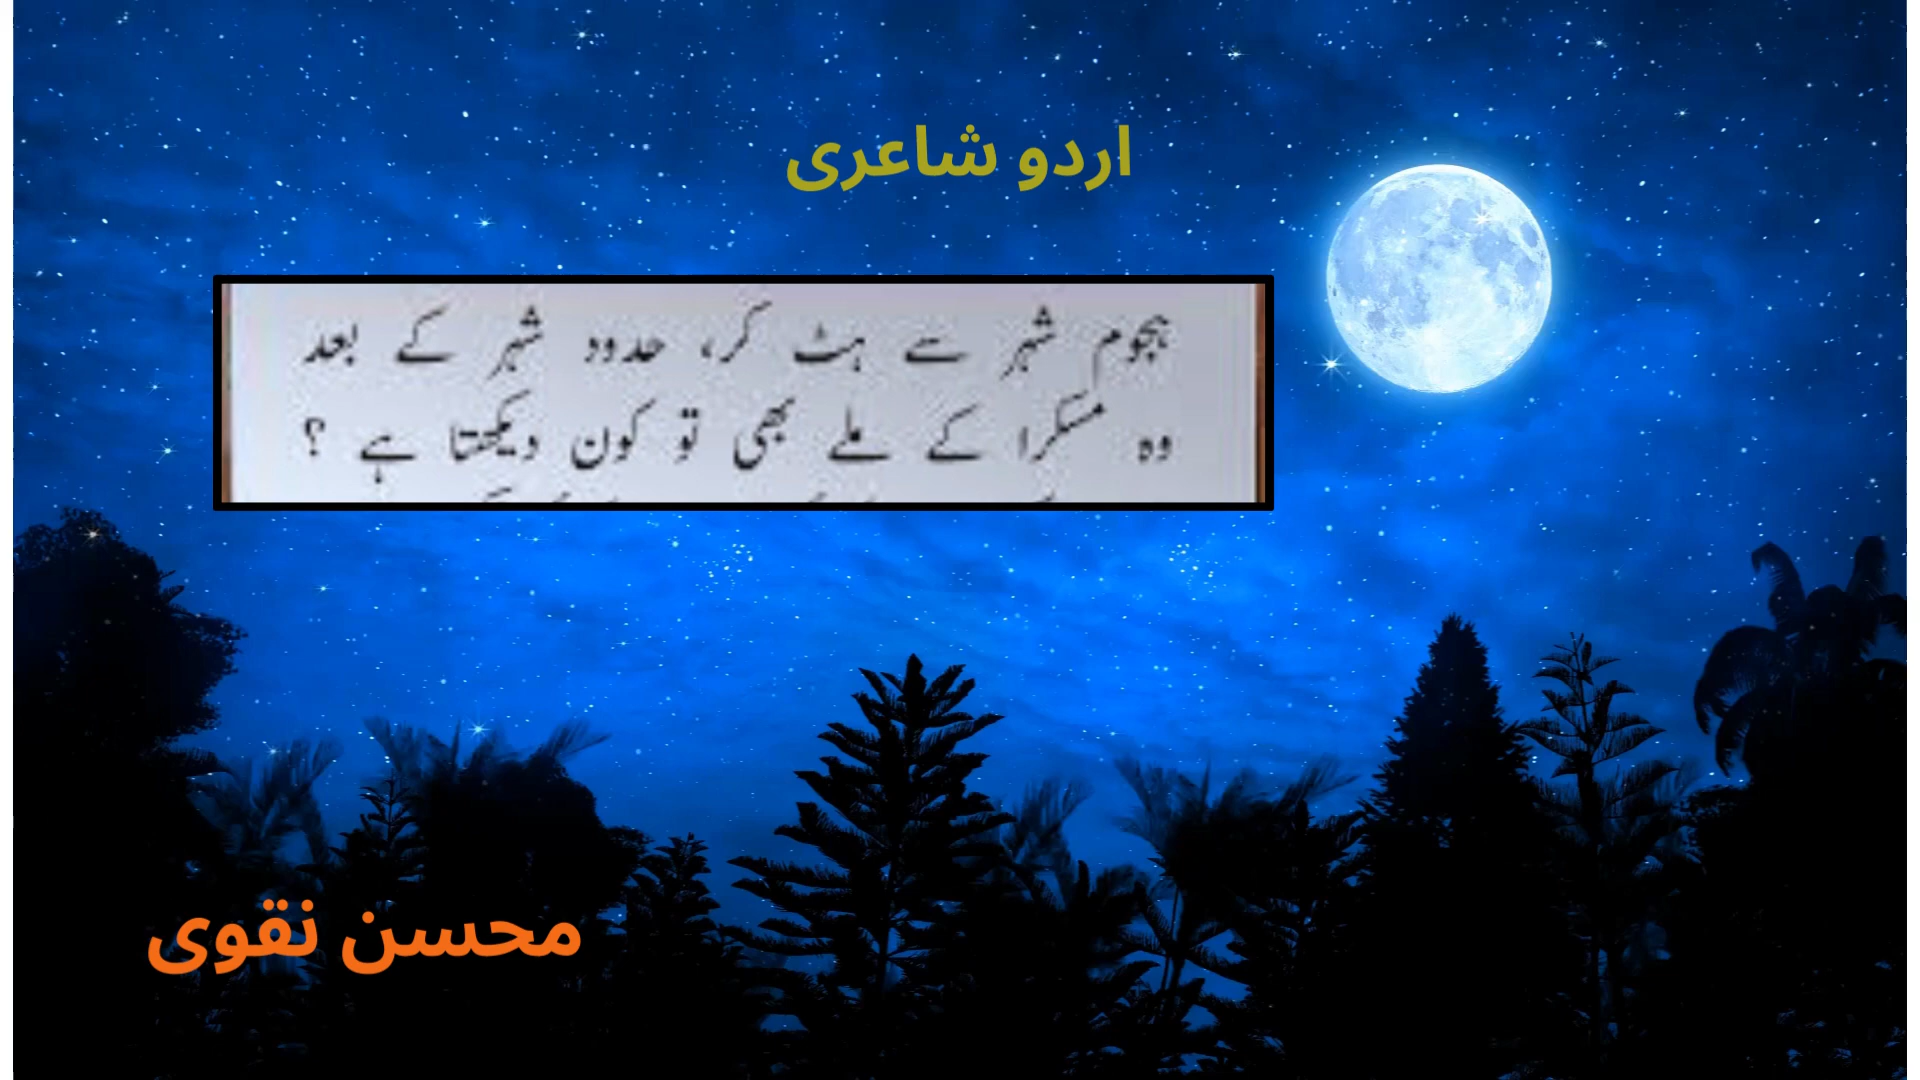 اردو شاعری
ہجوم شہر سے ہٹ کر، حدود شہر کے بعد
وہ مسکرا کے ملے بھی تو کون دیکھتا ہے ؟
محسن نقوی